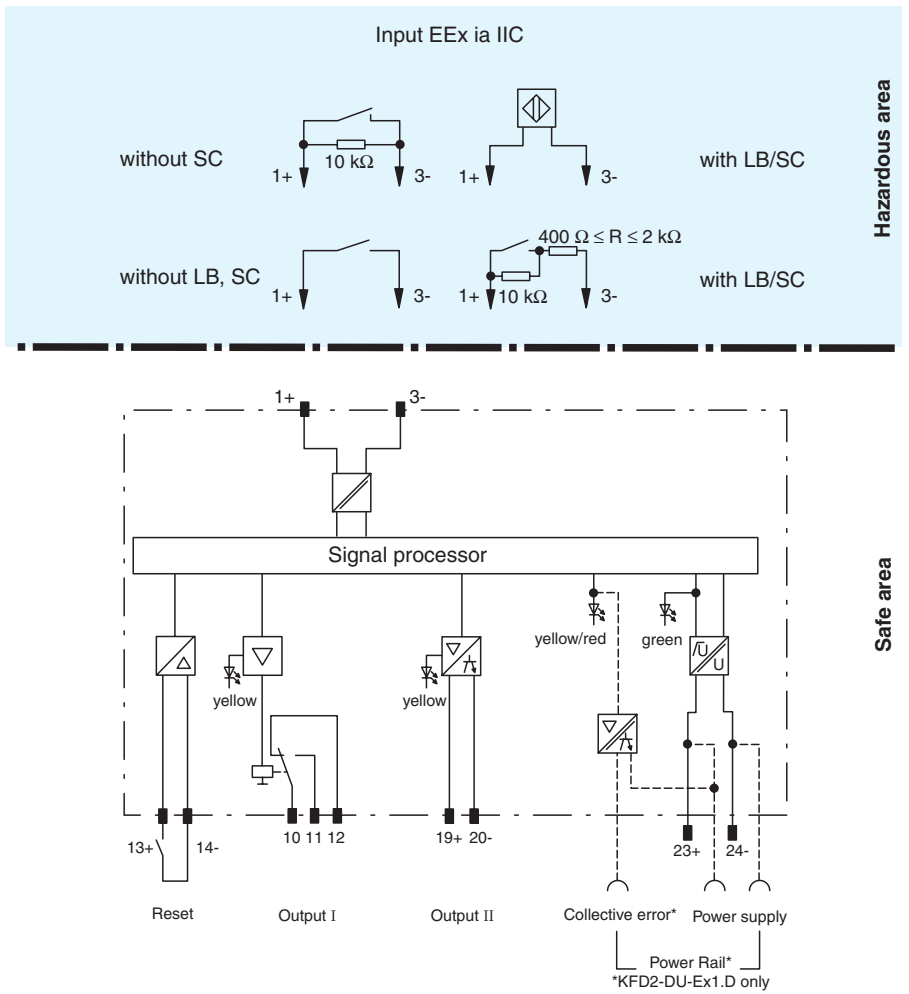 Input EEx ia IIC
Hazardous area
without SC
10 kΩ
1+
3-
1+
3-
with LB/SC
without LB, SC
1+
3-
400 Ω ≤ R ≤ 2 kΩ
1+
10 kΩ
3-
with LB/SC
1+
3-
Safe area
Signal processor
yellow
yellow
yellow/red
green
/U̅
U
13+
14-
10 11 12
19+ 20-
23+
24-
Reset
Output I
Output II
Collective error*
Power supply
Power Rail*
*KFD2-DU-Ex1.D only